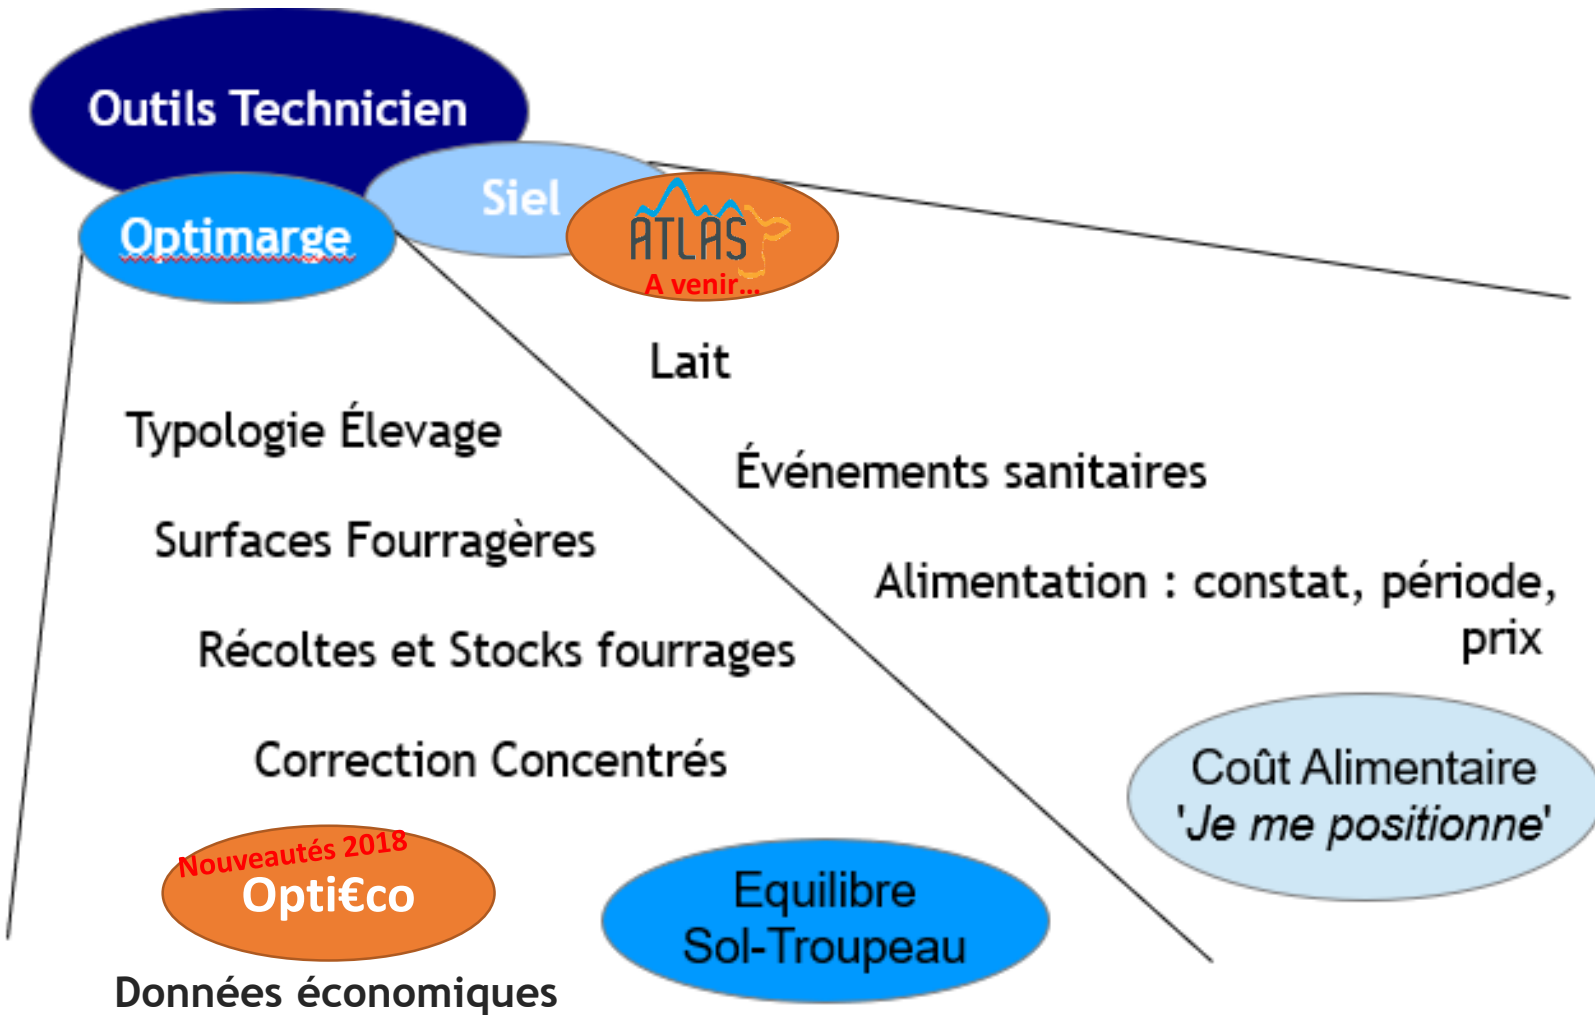 Outils Technicien
Siel
Optimarge
ATLAS
A venir...
Lait
Typologie Élevage
Événements sanitaires
Surfaces Fourragères
Alimentation : constat, période,
prix
Récoltes et Stocks fourrages
Correction Concentrés
Coût Alimentaire
'Je me positionne'
Nouveautés 2018
Opti€co
Equilibre
Sol-Troupeau
Données économiques